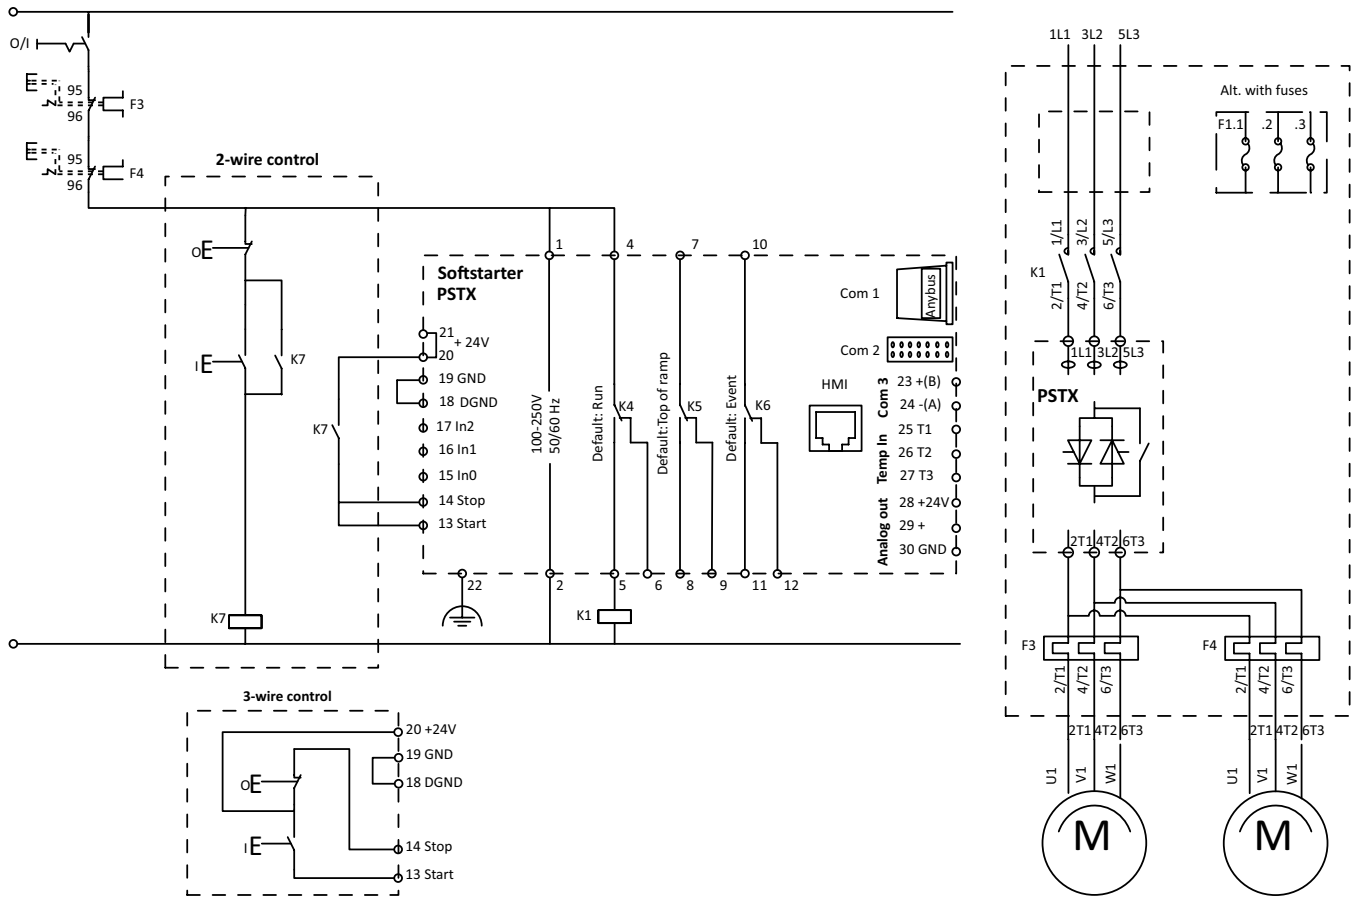 O/I
95
96
F3
95
96
F4
2-wire control
O
I
K7
K7
K7
Softstarter
PSTX
1
4
7
10
21
+ 24V
20
19 GND
18 DGND
17 In2
16 In1
15 In0
14 Stop
13 Start
22
100-250V
50/60 Hz
Default: Run
K4
Default:Top of ramp
K5
Default: Event
K6
2
5
6
8
9
11
12
K1
Com 1
Anybus
Com 2
HMI
Com 3
23 +(B)
24 -(A)
Temp In
25 T1
26 T2
27 T3
Analog out
28 +24V
29 +
30 GND
3-wire control
20 +24V
19 GND
18 DGND
O
I
14 Stop
13 Start
1L1 3L2 5L3
Alt. with fuses
F1.1 .2 .3
1/L1 3/L2 5/L3
K1
2/T1 4/T2 6/T3
1L1 3L2 5L3
PSTX
2T1 4T2 6T3
F3
F4
2/T1 4/T2 6/T3
2/T1 4/T2 6/T3
2T1 4T2 6T3
2T1 4T2 6T3
U1 V1 W1
U1 V1 W1
M
M